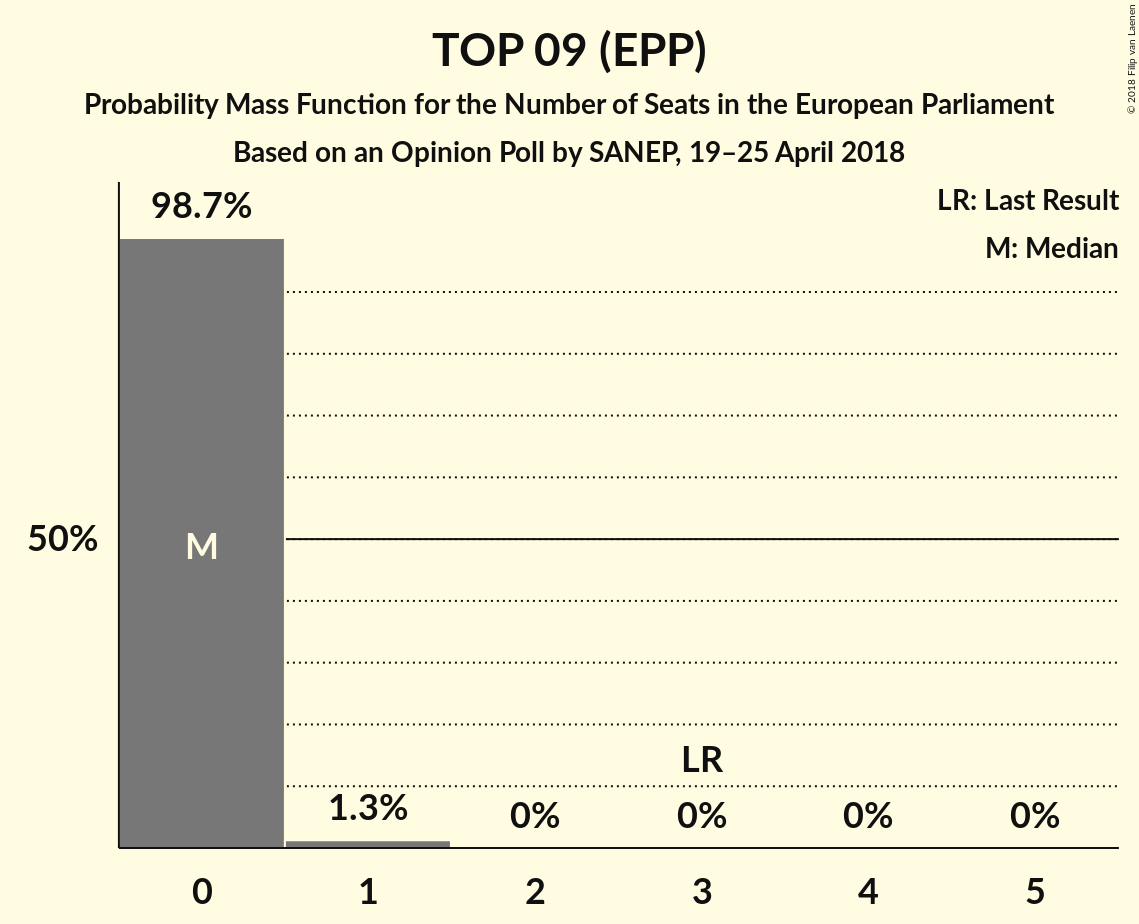 TOP 09 (EPP)
Probability Mass Function for the Number of Seats in the European Parliament
Based on an Opinion Poll by SANEP, 19–25 April 2018
© 2018 Filip van Laenen
LR: Last Result
M: Median
98.7%
50%
M
LR
1.3% 0% 0% 0% 0%
0 1 2 3 4 5